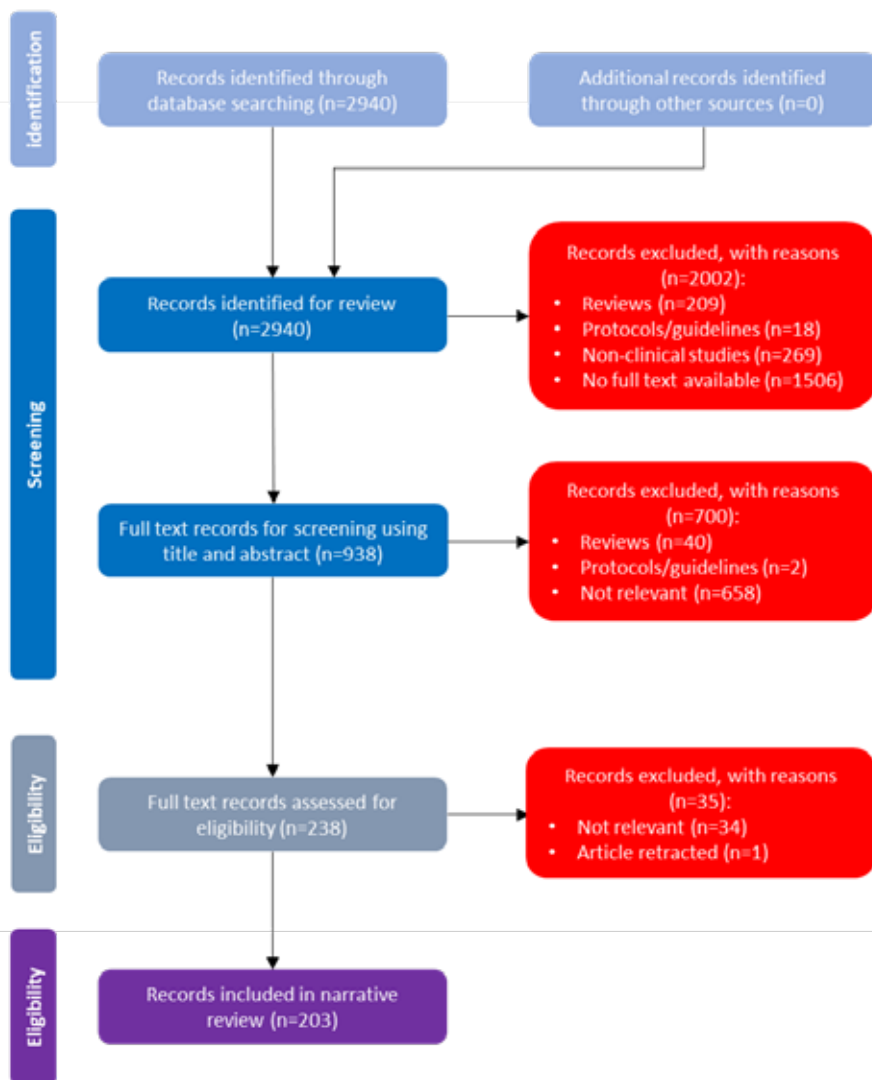 identification
Records identified through
database searching (n=2940)
Additional records identified
through other sources (n=0)
Screening
Records identified for review
(n=2940)
Records excluded, with reasons
(n=2002):
• Reviews (n=209)
• Protocols/guidelines (n=18)
• Non-clinical studies (n=269)
• No full text available (n=1506)
Full text records for screening using
title and abstract (n=938)
Records excluded, with reasons
(n=700):
• Reviews (n=40)
• Protocols/guidelines (n=2)
• Not relevant (n=658)
Eligibility
Full text records assessed for
eligibility (n=238)
Records excluded, with reasons
(n=35):
• Not relevant (n=34)
• Article retracted (n=1)
Eligibility
Records included in narrative
review (n=203)